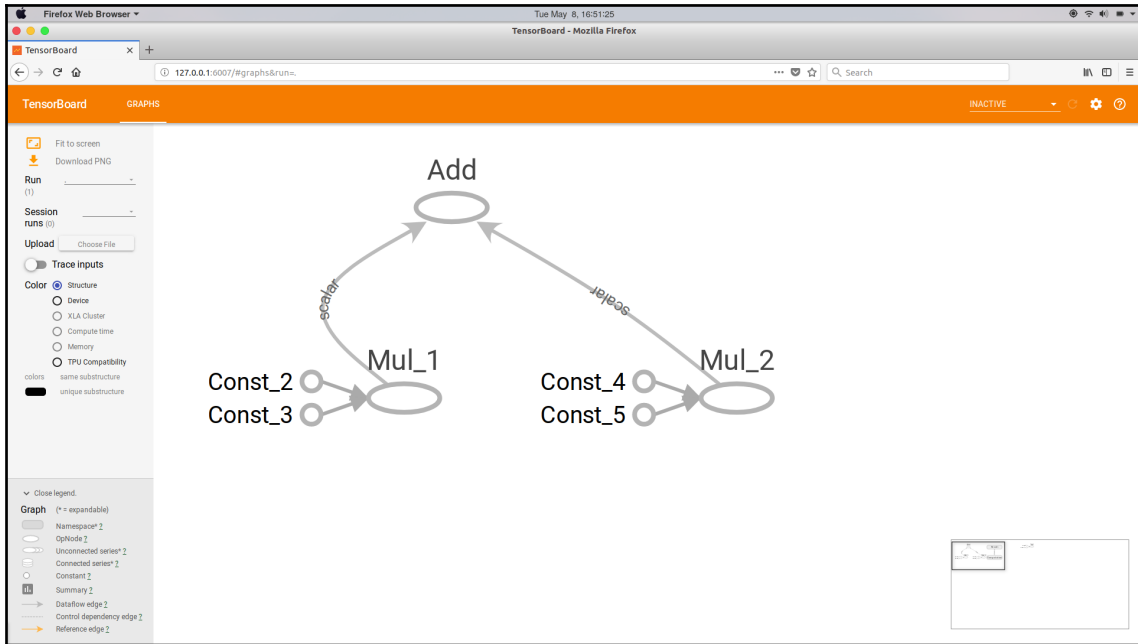 Firefox Web Browser
Tue May 8, 16:51:25
TensorBoard - Mozilla Firefox
TensorBoard
127.0.0.1:6007/#graphs&run=.
Search
TensorBoard
GRAPHS
INACTIVE
Fit to screen
Download PNG
Run
(1)
.
Session
runs (0)
Upload
Choose File
Trace inputs
Color
Structure
Device
XLA Cluster
Compute time
Memory
TPU Compatibility
colors same substructure
unique substructure
Close legend.
Graph (* = expandable)
Namespace* ?
OpNode ?
Unconnected series* ?
Connected series* ?
Constant ?
Summary ?
Dataflow edge ?
Control dependency edge ?
Reference edge ?
Add
scalar
scalar
Mul_1
Const_2
Const_3
Mul_2
Const_4
Const_5